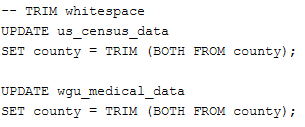 -- TRIM whitespace
UPDATE us_census_data
SET county = TRIM (BOTH FROM county);
UPDATE wgu_medical_data
SET county = TRIM (BOTH FROM county);